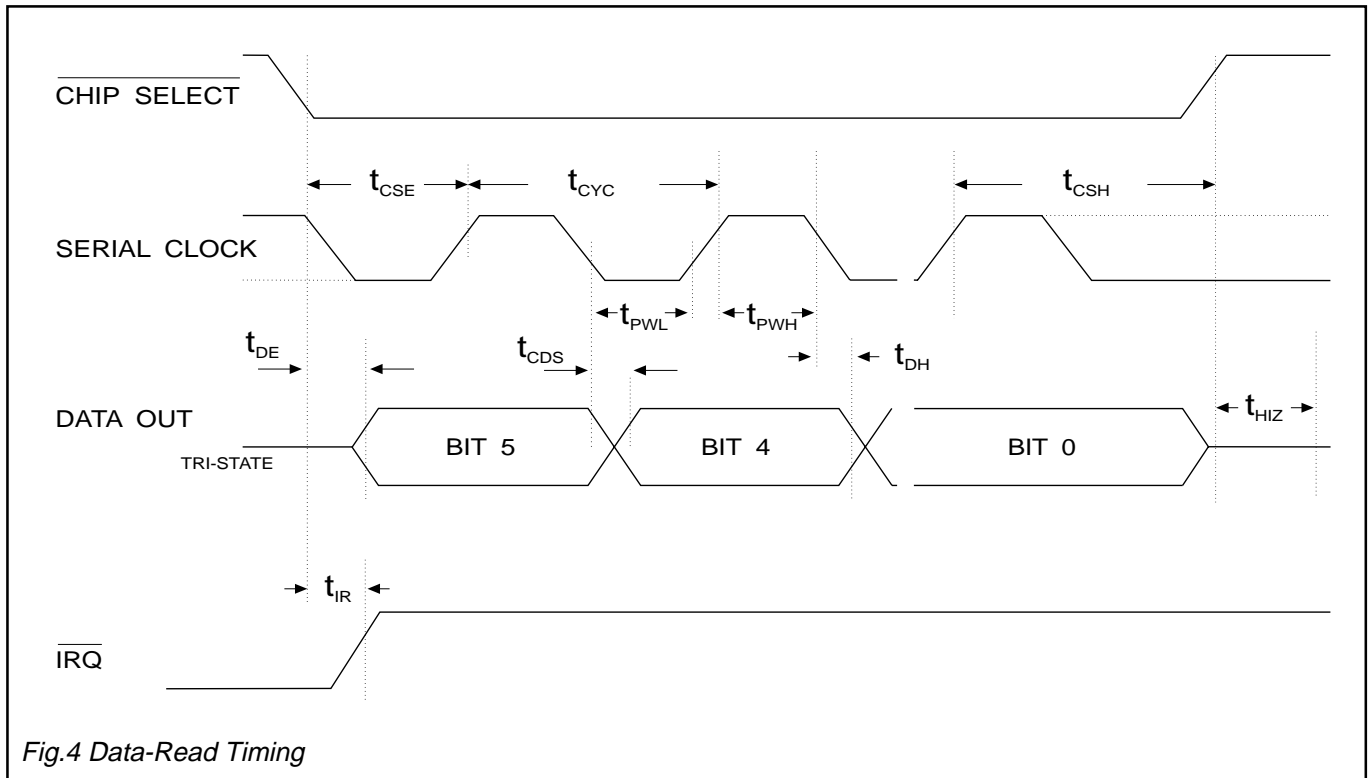 CHIP SELECT
tCSE
tCYC
tCSH
SERIAL CLOCK
tPWL
tPWH
tDE
tCDS
tDH
DATA OUT
TRI-STATE
BIT 5
BIT 4
BIT 0
tHIZ
tIR
IRQ
Fig.4 Data-Read Timing